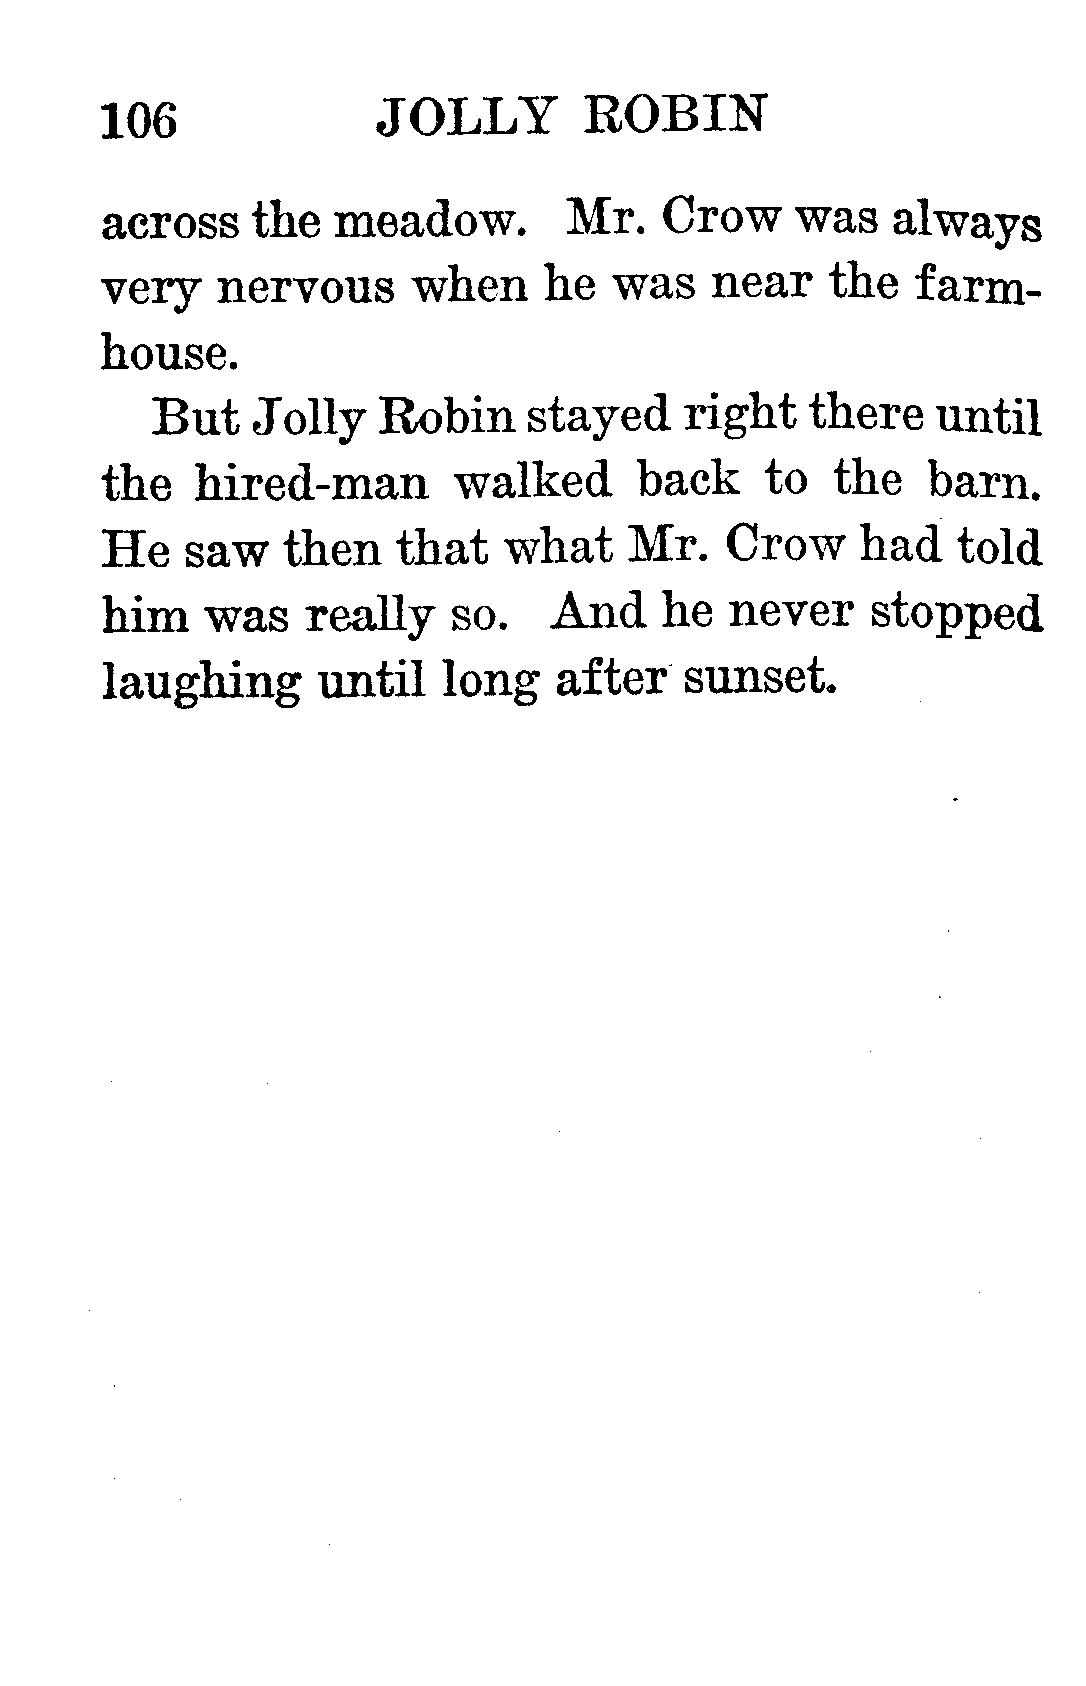 106 JOLLY ROBIN
across the meadow. Mr. Crow was always
very nervous when he was near the farm-
house.
But Jolly Robin stayed right there until
the hired-man walked back to the barn.
He saw then that what Mr. Crow had told
him was really so. And he never stopped
laughing until long after sunset.